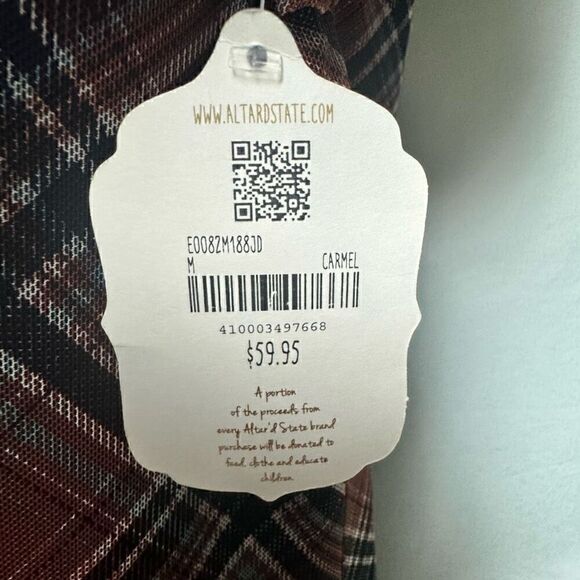 WWW.ALTARDSTATE.COM
E0082M188JD
M CARMEL
410003497668
$59.95
A portion
of the proceeds from
every Altar'd State brand
purchase will be donated to
feed, clothe and educate
children